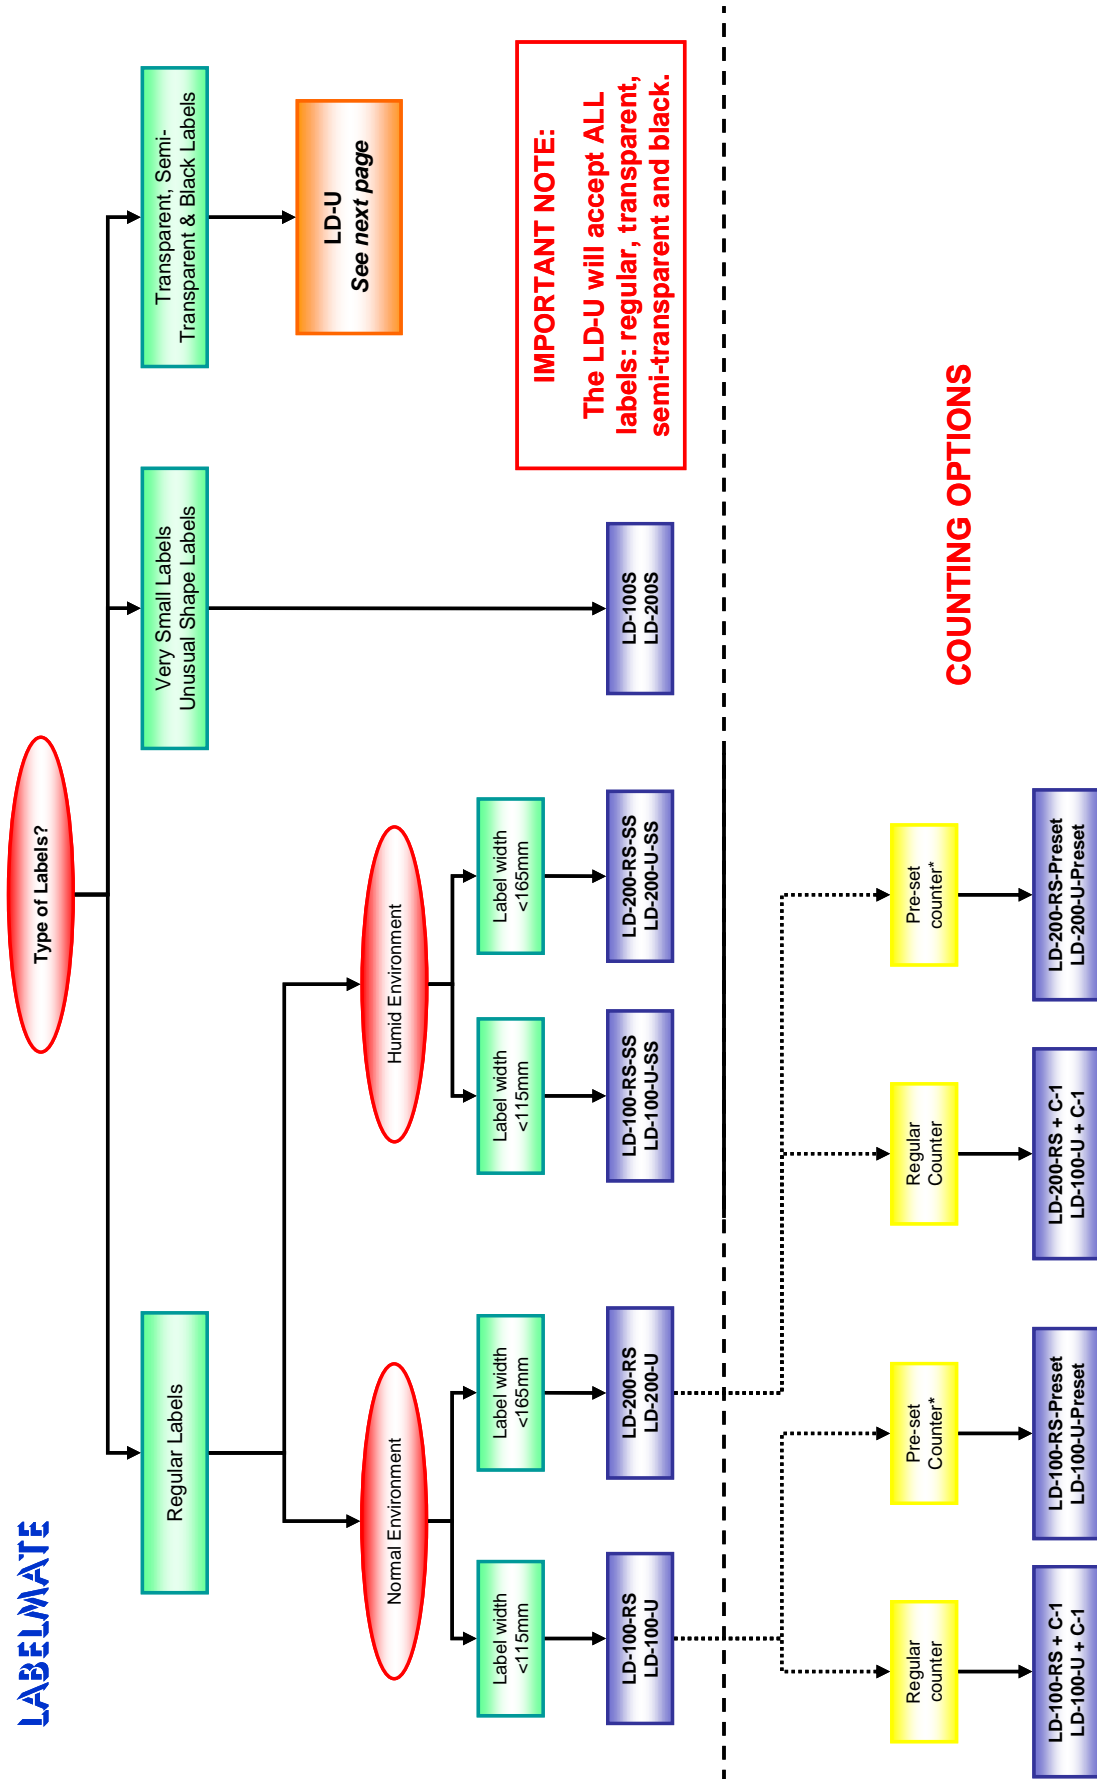 LABELMATE
Type of Labels?
Regular Labels
Very Small Labels
Unusual Shape Labels
Transparent, Semi-
Transparent & Black Labels
LD-U
See next page
Normal Environment
Humid Environment
Label width
<115mm
Label width
<165mm
Label width
<115mm
Label width
<165mm
IMPORTANT NOTE:
The LD-U will accept ALL
labels: regular, transparent,
semi-transparent and black.
LD-100-RS
LD-100-U
LD-200-RS
LD-200-U
LD-100-RS-SS
LD-100-U-SS
LD-200-RS-SS
LD-200-U-SS
LD-100S
LD-200S
COUNTING OPTIONS
Regular
counter
Pre-set
Counter*
Regular
Counter
Pre-set
counter*
LD-100-RS + C-1
LD-100-U + C-1
LD-100-RS-Preset
LD-100-U-Preset
LD-200-RS + C-1
LD-100-U + C-1
LD-200-RS-Preset
LD-200-U-Preset